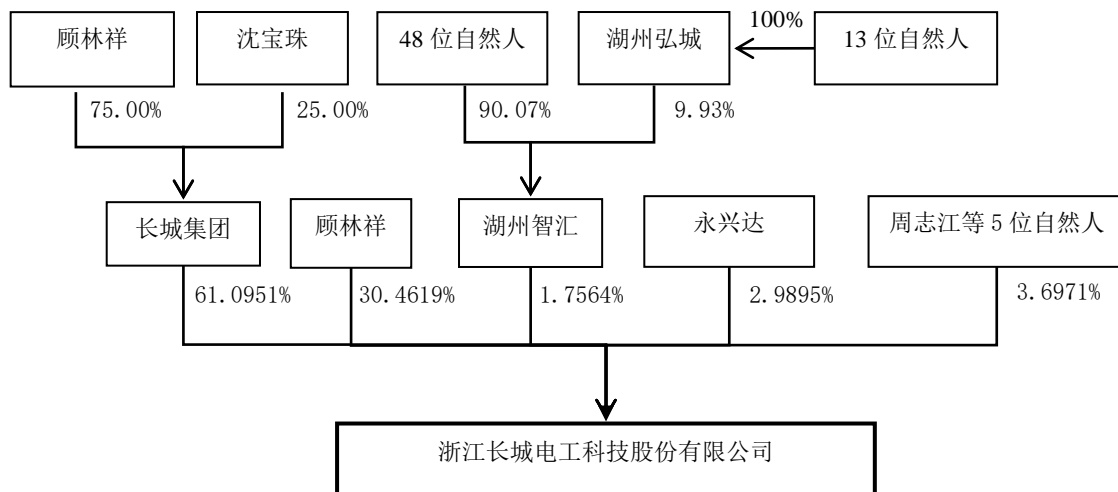 顾林祥
沈宝珠
48 位自然人
湖州弘城
100%
13 位自然人
75.00%
25.00%
90.07%
9.93%
长城集团
顾林祥
湖州智汇
永兴达
周志江等 5 位自然人
61.0951%
30.4619%
1.7564%
2.9895%
3.6971%
浙江长城电工科技股份有限公司